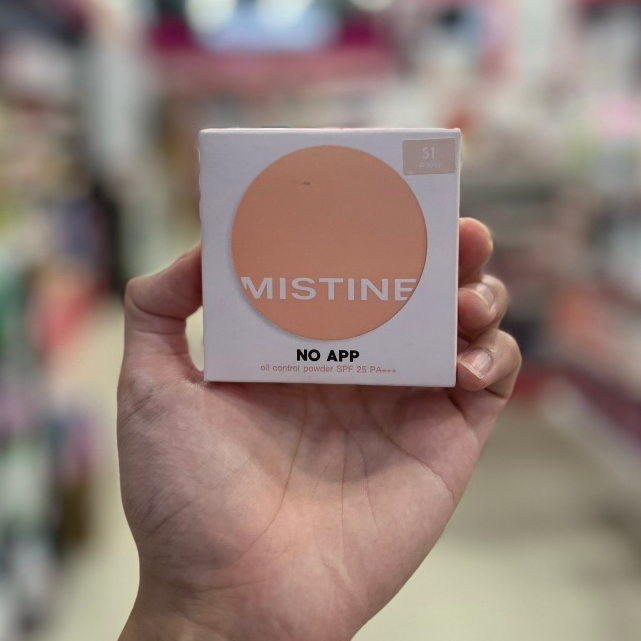 S1
MISTINE
NO APP
oil control powder SPF 25 PA+++